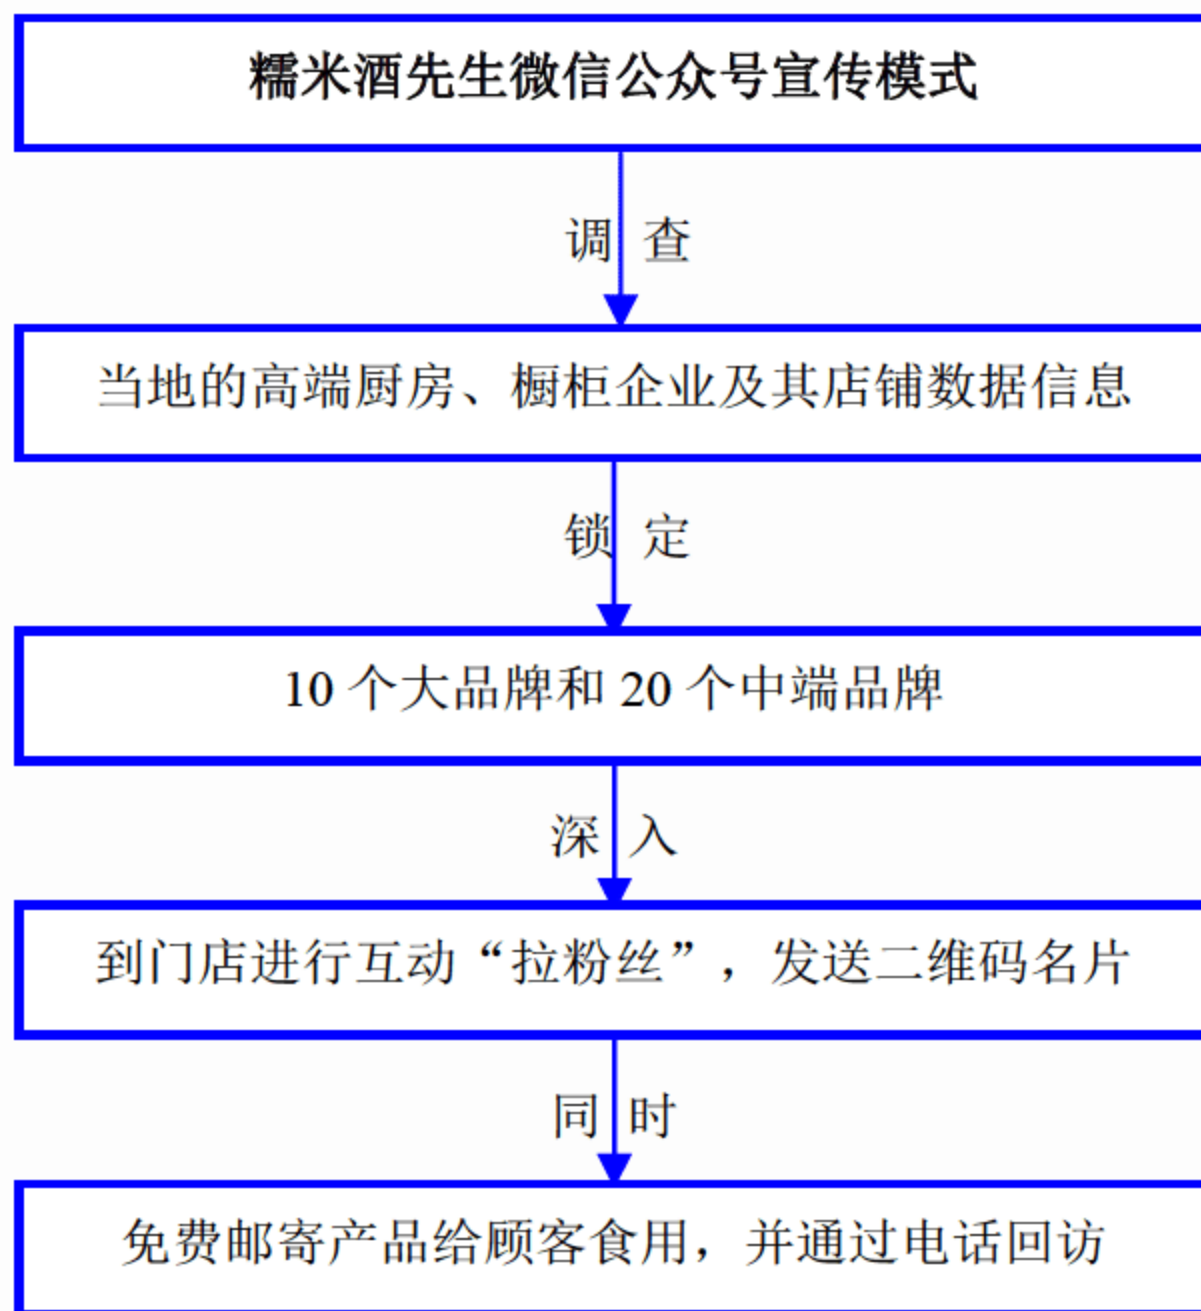 糯米酒先生微信公众号宣传模式
调 查
当地的高端厨房、橱柜企业及其店铺数据信息
锁 定
10 个大品牌和 20 个中端品牌
深 入
到门店进行互动“拉粉丝”，发送二维码名片
同 时
免费邮寄产品给顾客食用，并通过电话回访